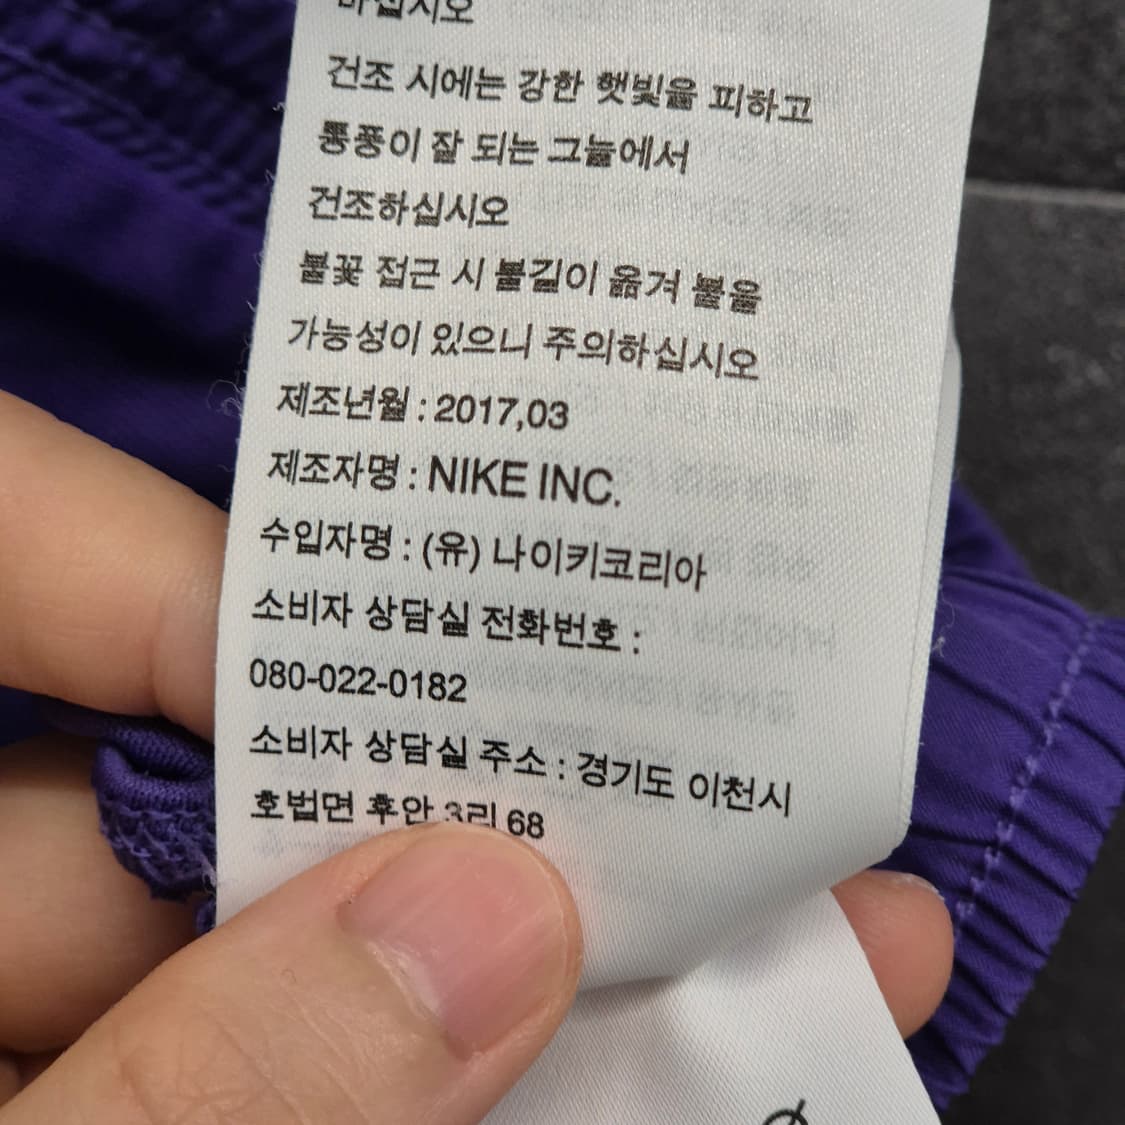 마십시오
건조 시에는 강한 햇빛을 피하고
통풍이 잘 되는 그늘에서
건조하십시오
불꽃 접근 시 불길이 옮겨 붙을
가능성이 있으니 주의하십시오
제조년월 : 2017,03
제조자명 : NIKE INC.
수입자명 : (유) 나이키코리아
소비자 상담실 전화번호 :
080-022-0182
소비자 상담실 주소 : 경기도 이천시
호법면 후안 3리 68